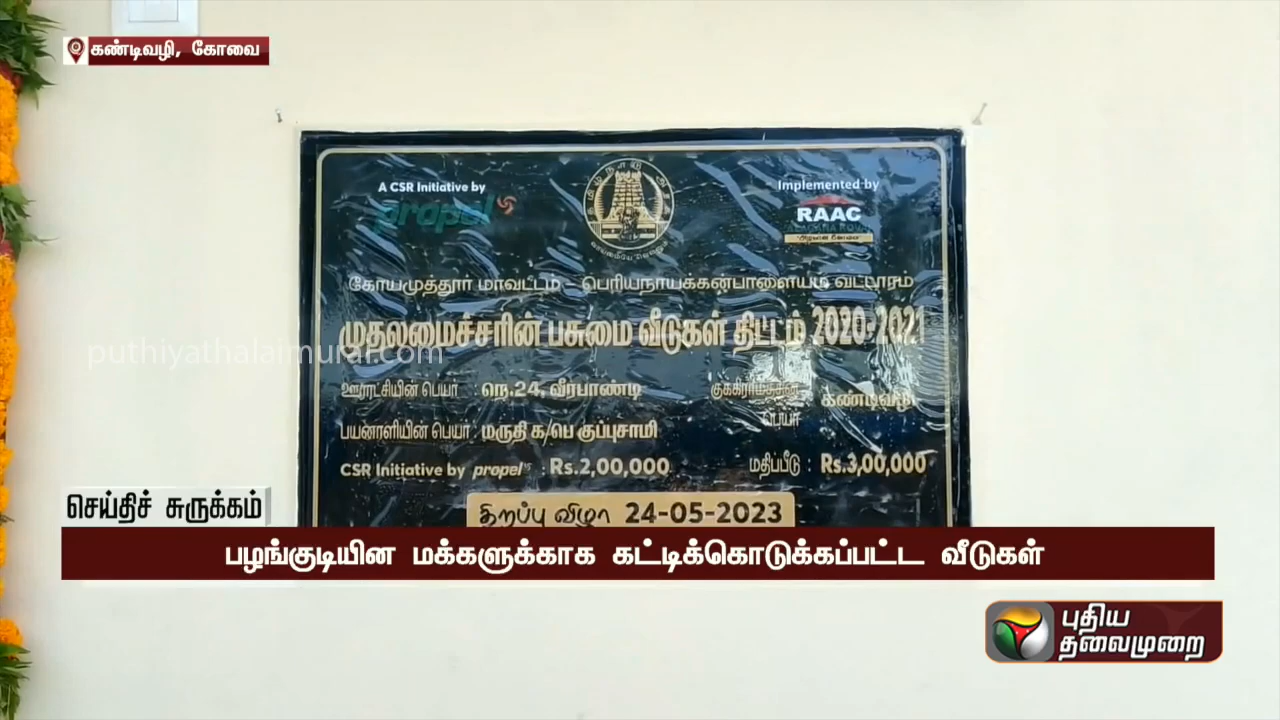 கண்டிவழி, கோவை
A CSR Initiative by
propel
Implemented by
RAAC
கோயமுத்தூர் மாவட்டம் – பெரியநாயக்கன்பாளையம் வட்டாரம்
முதலமைச்சரின் பசுமை வீடுகள் திட்டம் 2020-2021
puthiyathalaimurai.com
ஊராட்சியின் பெயர் : நெ.24, வீரபாண்டி
குக்கிராமத்தின் பெயர் : கண்டிவழி
பயனாளியின் பெயர் : மருதி க/பெ குப்புசாமி
CSR Initiative by propel : Rs.2,00,000
மதிப்பீடு : Rs.3,00,000
திறப்பு விழா 24-05-2023
செய்திச் சுருக்கம்
பழங்குடியின மக்களுக்காக கட்டிக்கொடுக்கப்பட்ட வீடுகள்
புதிய
தலைமுறை